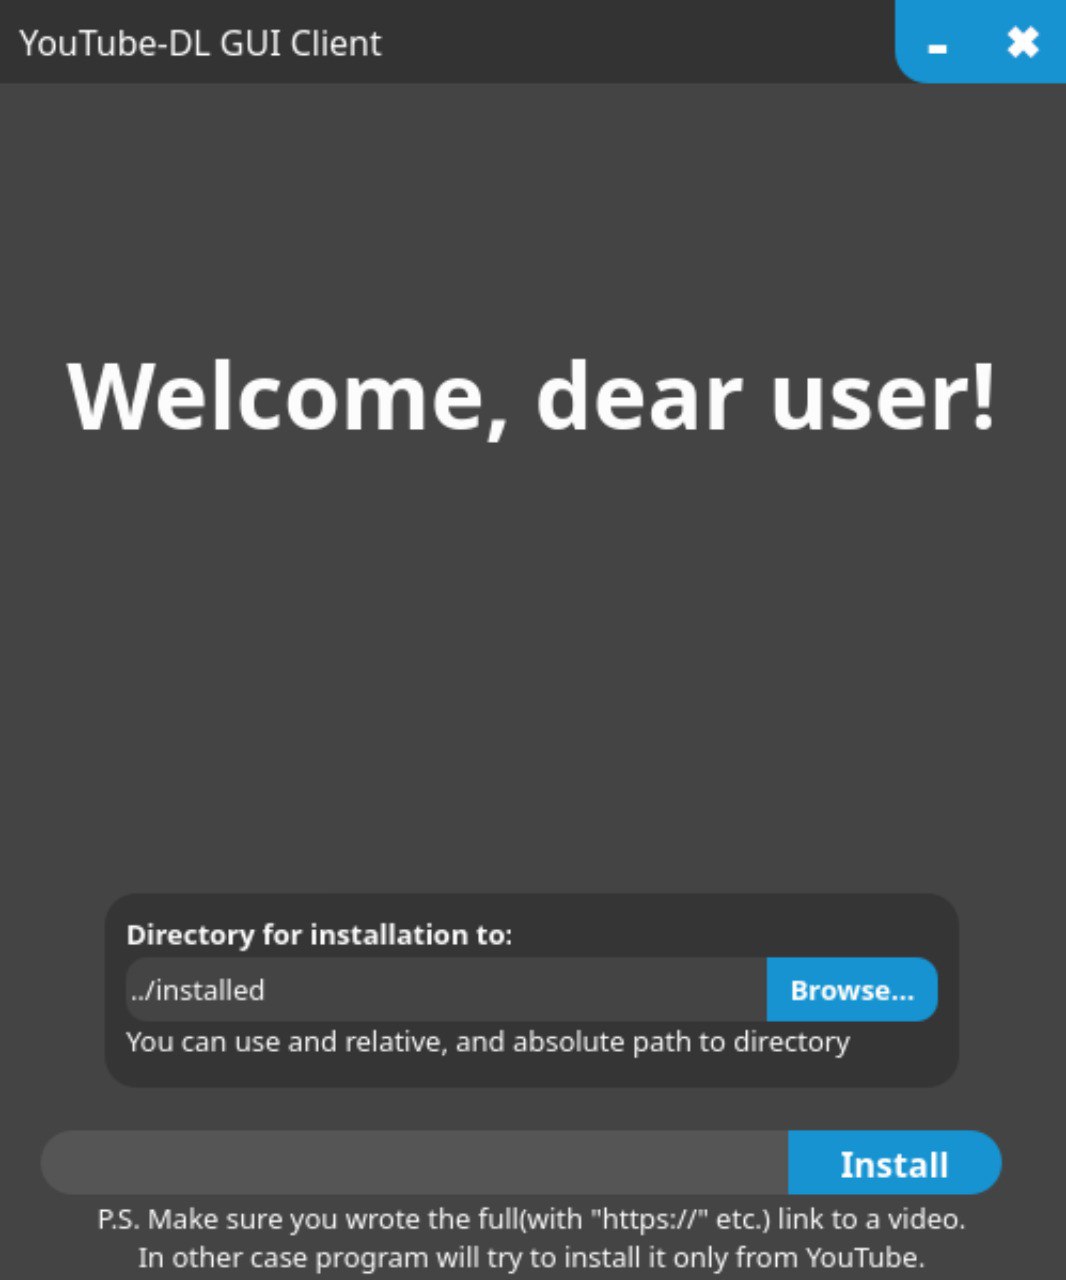 YouTube-DL GUI Client
Welcome, dear user!
Directory for installation to:
../installed
Browse...
You can use and relative, and absolute path to directory
Install
P.S. Make sure you wrote the full(with "https://" etc.) link to a video.
In other case program will try to install it only from YouTube.